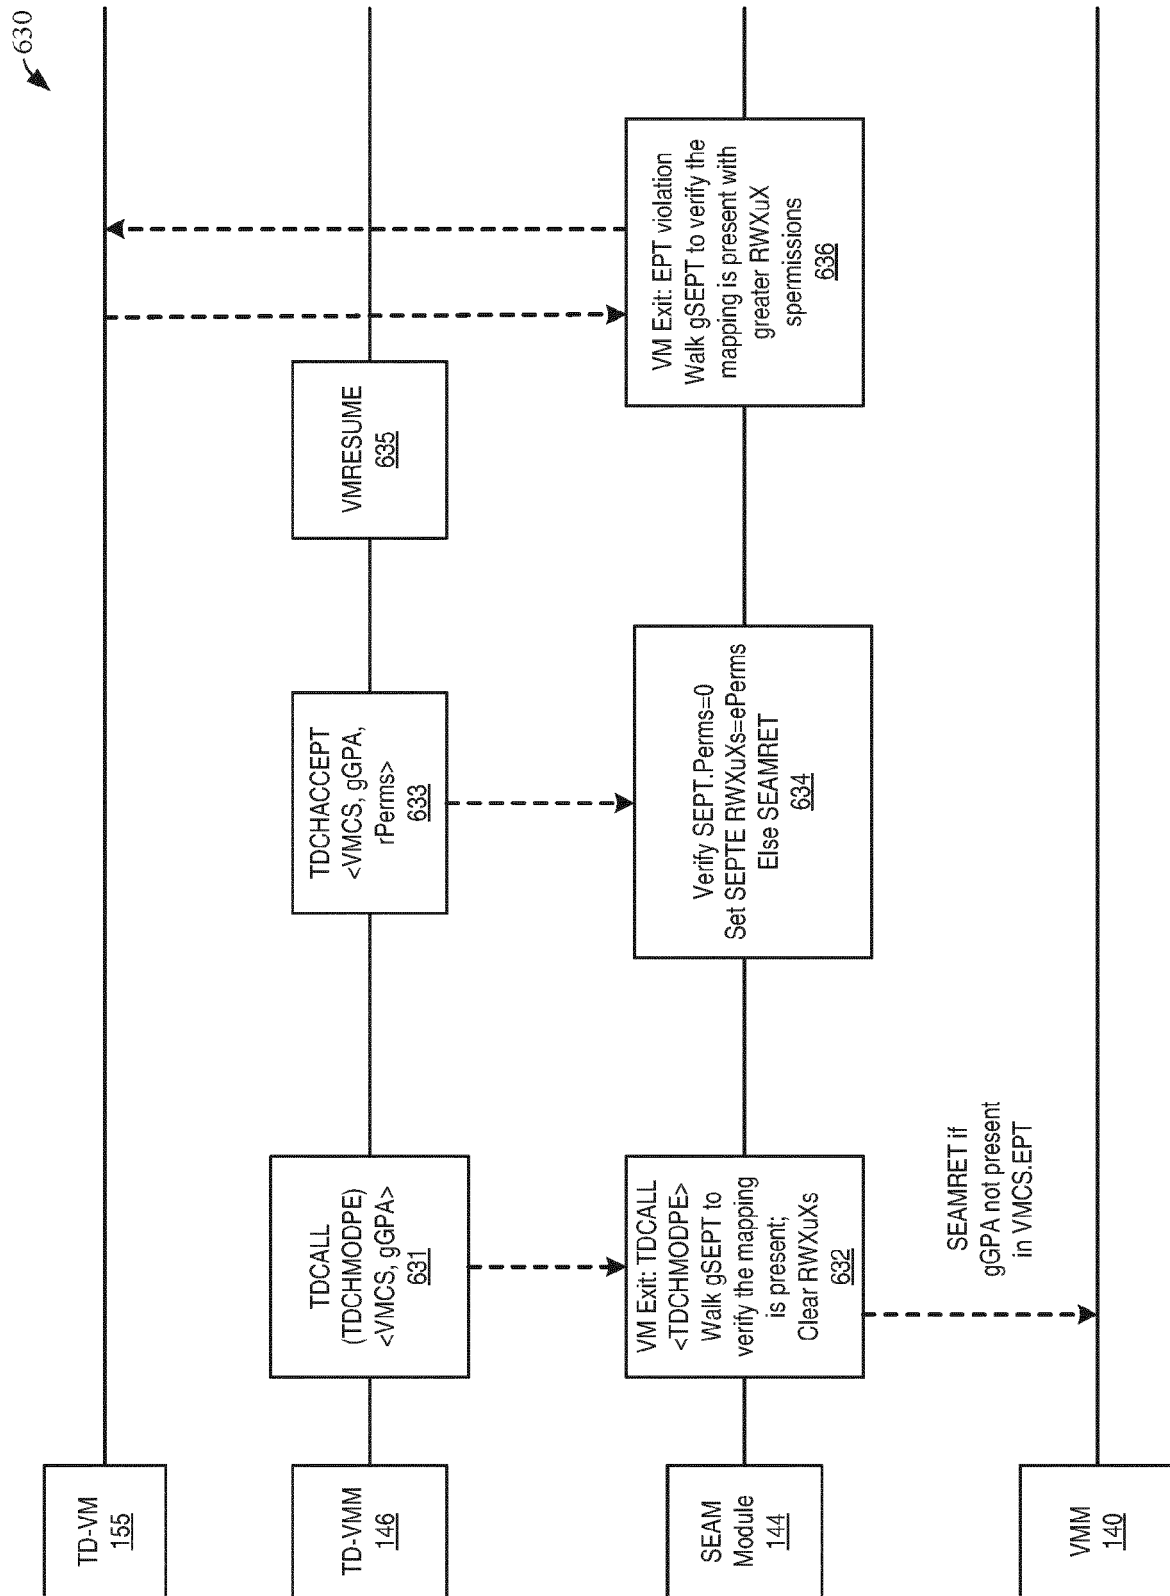 630
TD-VM
155
TD-VMM
146
SEAM
Module
144
VMM
140
TDCALL
(TDCHMODPE)
<VMCS, gGPA>
631
VM Exit: TDCALL
<TDCHMODPE>
Walk gSEPT to
verify the mapping
is present;
Clear RWXuXs
632
SEAMRET if
gGPA not present
in VMCS.EPT
TDCHACCEPT
<VMCS, gGPA,
rPerms>
633
Verify SEPT.Perms=0
Set SEPTE RWXuXs=ePerms
Else SEAMRET
634
VMRESUME
635
VM Exit: EPT violation
Walk gSEPT to verify the
mapping is present with
greater RWXuX
spermissions
636